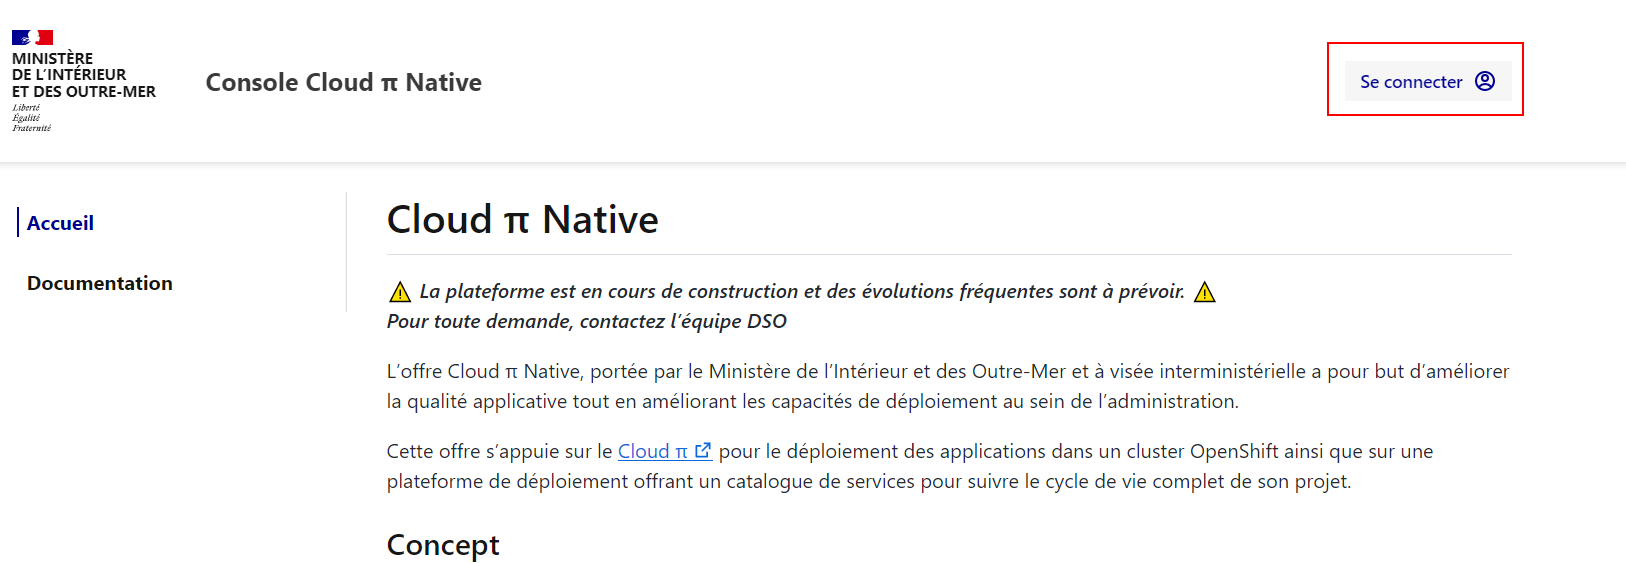 MINISTÈRE
DE L'INTÉRIEUR
ET DES OUTRE-MER
Liberté
Égalité
Fraternité
Console Cloud π Native
Se connecter
Accueil
Documentation
Cloud π Native
⚠ La plateforme est en cours de construction et des évolutions fréquentes sont à prévoir. ⚠
Pour toute demande, contactez l’équipe DSO
L’offre Cloud π Native, portée par le Ministère de l’Intérieur et des Outre-Mer et à visée interministérielle a pour but d’améliorer
la qualité applicative tout en améliorant les capacités de déploiement au sein de l’administration.
Cette offre s’appuie sur le Cloud π pour le déploiement des applications dans un cluster OpenShift ainsi que sur une
plateforme de déploiement offrant un catalogue de services pour suivre le cycle de vie complet de son projet.
Concept